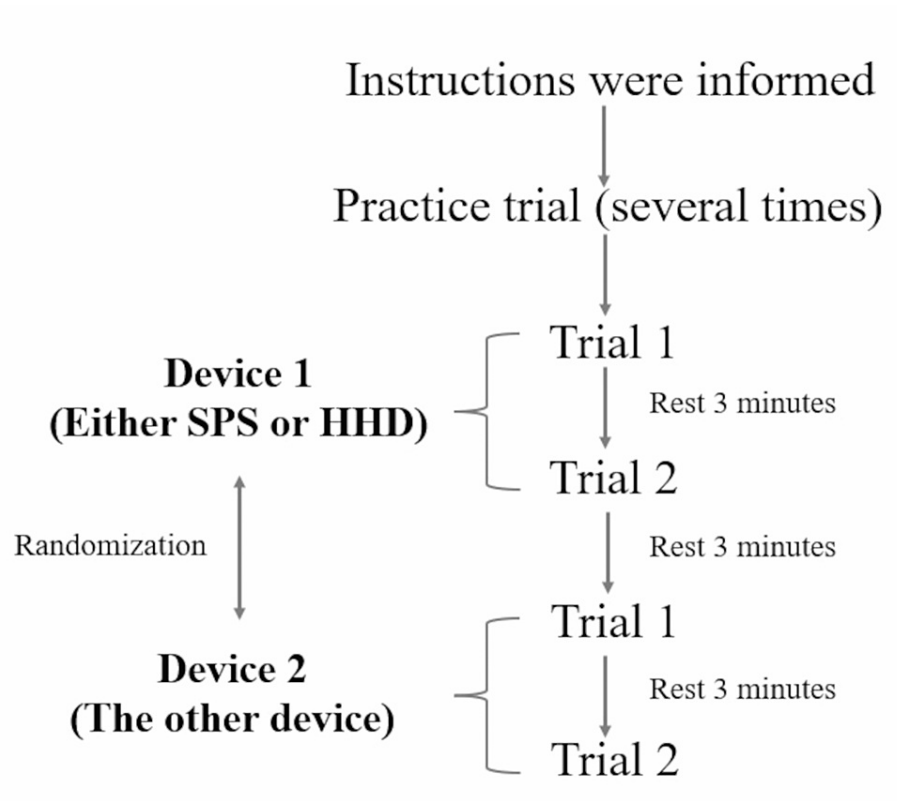 Instructions were informed
Practice trial (several times)
Trial 1
Device 1
(Either SPS or HHD)
Rest 3 minutes
Trial 2
Randomization
Rest 3 minutes
Trial 1
Device 2
(The other device)
Rest 3 minutes
Trial 2